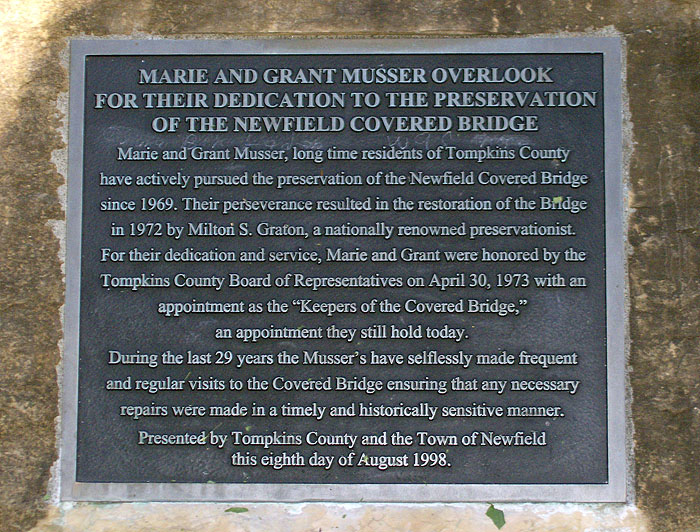 MARIE AND GRANT MUSSER OVERLOOK
FOR THEIR DEDICATION TO THE PRESERVATION
OF THE NEWFIELD COVERED BRIDGE
Marie and Grant Musser, long time residents of Tompkins County
have actively pursued the preservation of the Newfield Covered Bridge
since 1969. Their perseverance resulted in the restoration of the Bridge
in 1972 by Milton S. Graton, a nationally renowned preservationist.
For their dedication and service, Marie and Grant were honored by the
Tompkins County Board of Representatives on April 30, 1973 with an
appointment as the “Keepers of the Covered Bridge,”
an appointment they still hold today.
During the last 29 years the Musser's have selflessly made frequent
and regular visits to the Covered Bridge ensuring that any necessary
repairs were made in a timely and historically sensitive manner.
Presented by Tompkins County and the Town of Newfield
this eighth day of August 1998.